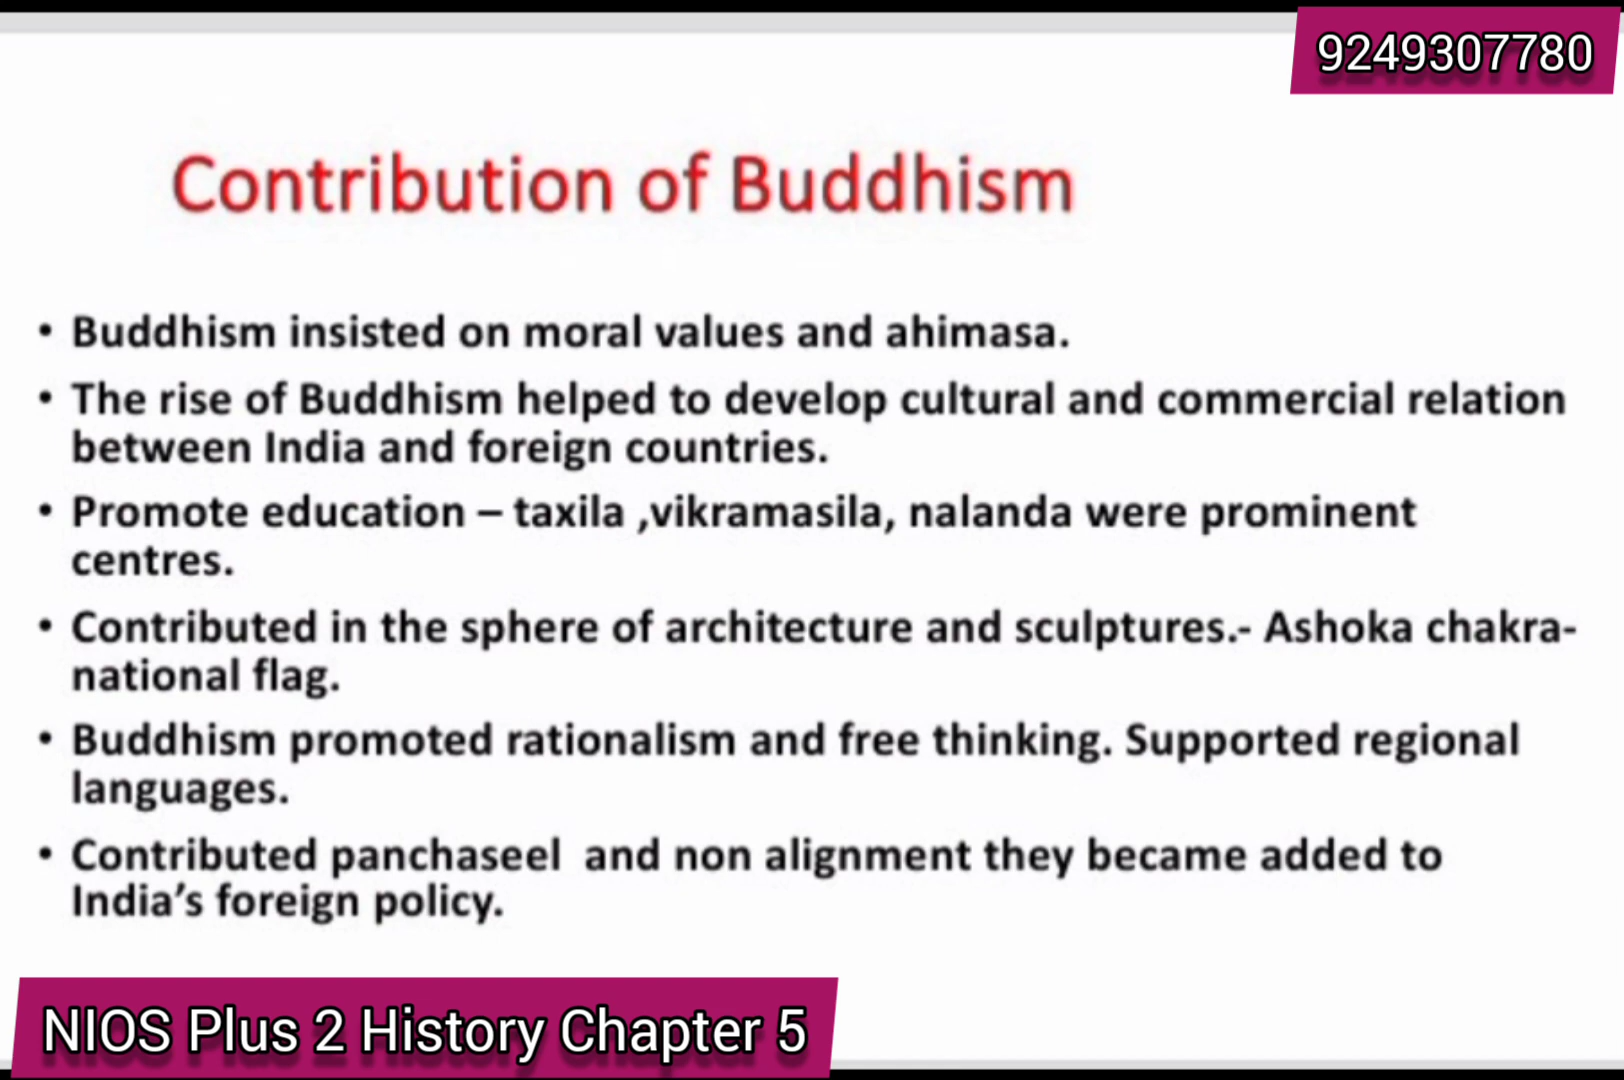 9249307780
Contribution of Buddhism
• Buddhism insisted on moral values and ahimasa.
• The rise of Buddhism helped to develop cultural and commercial relation
between India and foreign countries.
• Promote education – taxila ,vikramasila, nalanda were prominent
centres.
• Contributed in the sphere of architecture and sculptures.- Ashoka chakra-
national flag.
• Buddhism promoted rationalism and free thinking. Supported regional
languages.
• Contributed panchaseel  and non alignment they became added to
India’s foreign policy.
NIOS Plus 2 History Chapter 5